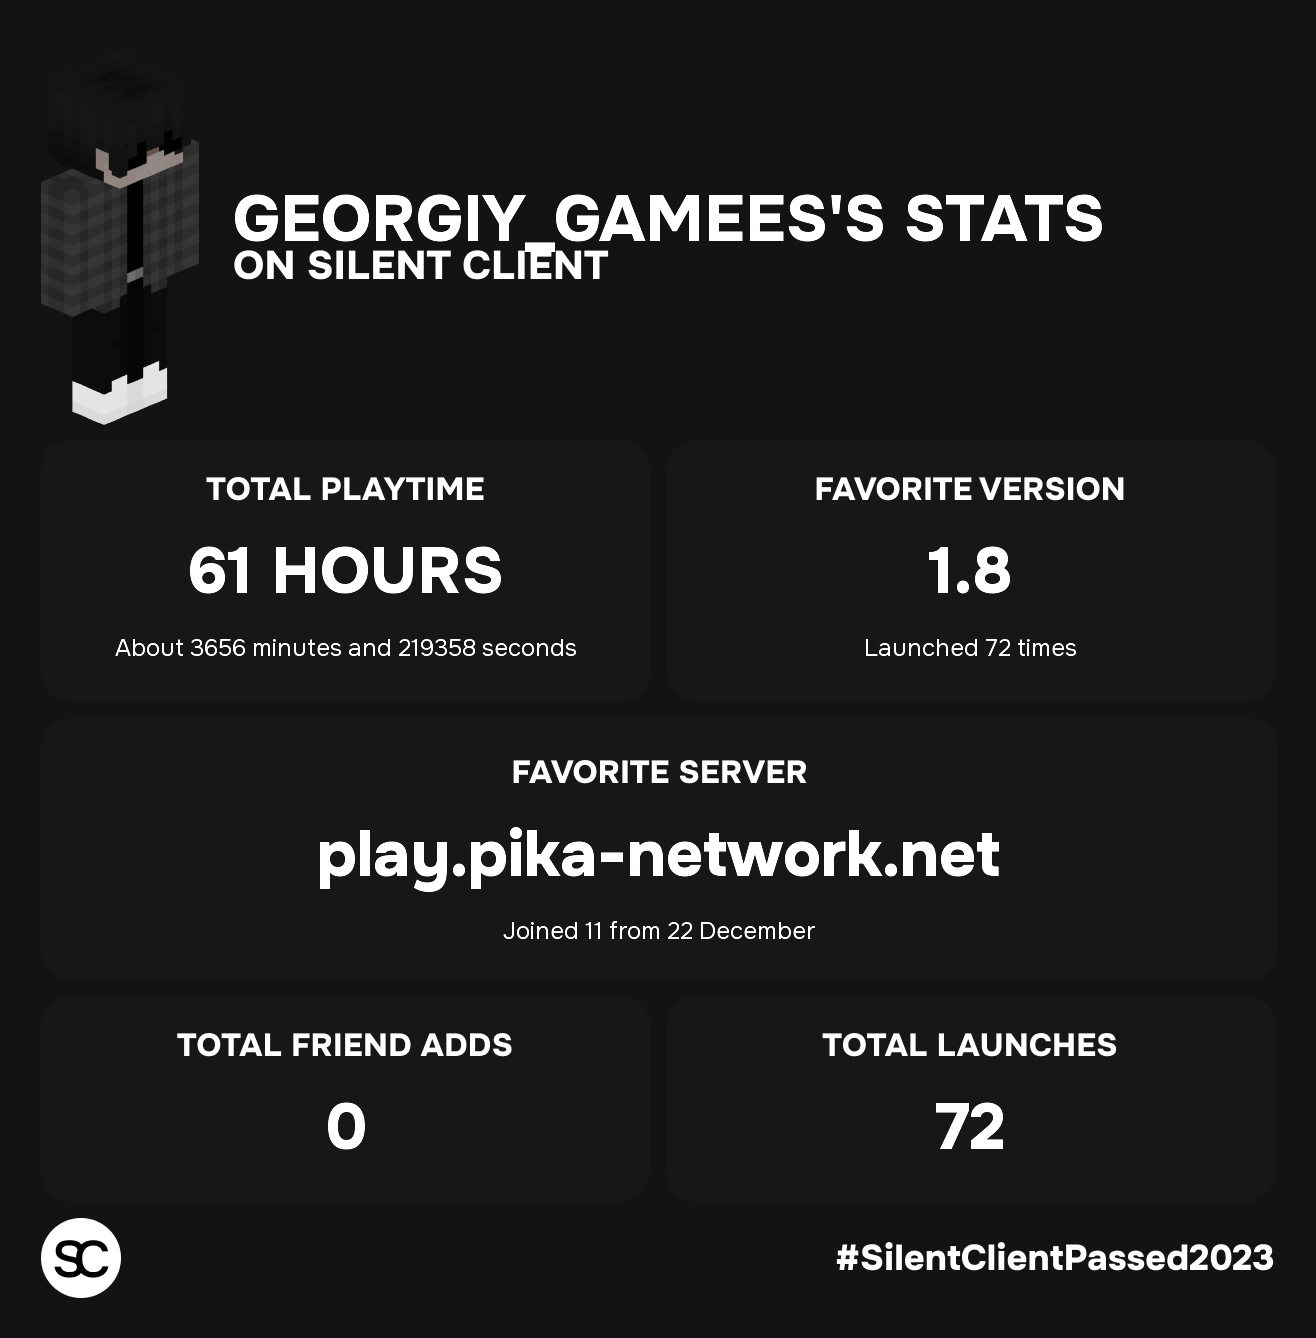 GEORGIY_GAMEES'S STATS
ON SILENT CLIENT
TOTAL PLAYTIME
61 HOURS
About 3656 minutes and 219358 seconds
FAVORITE VERSION
1.8
Launched 72 times
FAVORITE SERVER
play.pika-network.net
Joined 11 from 22 December
TOTAL FRIEND ADDS
0
TOTAL LAUNCHES
72
SC
#SilentClientPassed2023